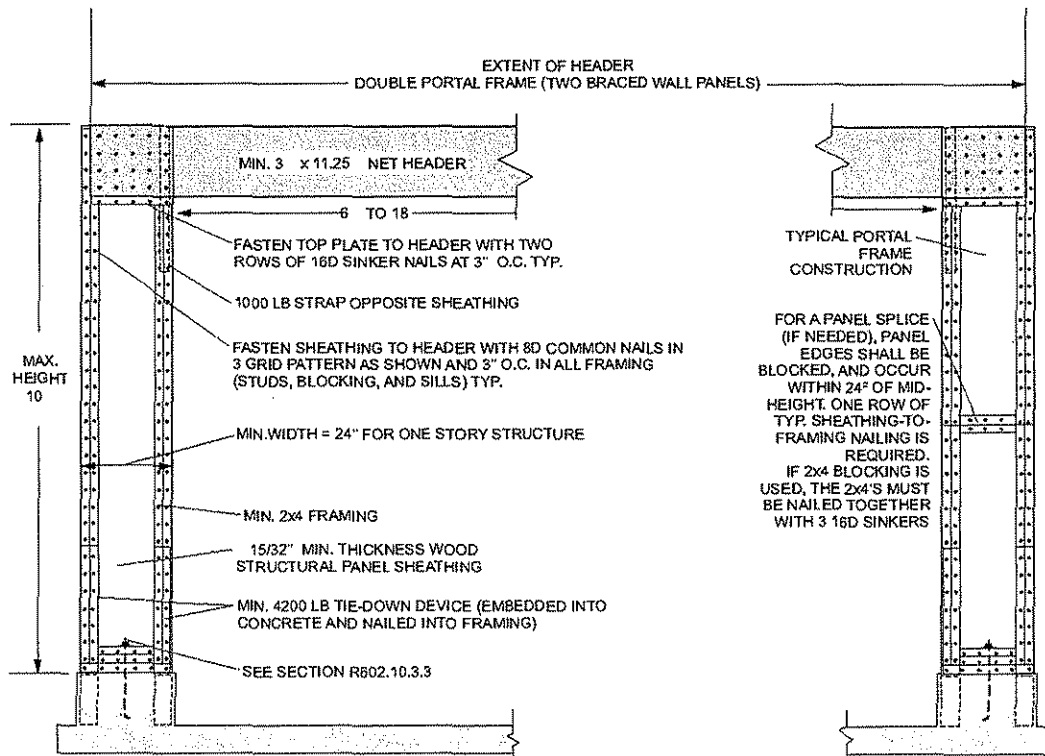 EXTENT OF HEADER
DOUBLE PORTAL FRAME (TWO BRACED WALL PANELS)
MIN. 3 x 11.25 NET HEADER
6 TO 18
FASTEN TOP PLATE TO HEADER WITH TWO
ROWS OF 16D SINKER NAILS AT 3" O.C. TYP.
1000 LB STRAP OPPOSITE SHEATHING
FASTEN SHEATHING TO HEADER WITH 8D COMMON NAILS IN
3 GRID PATTERN AS SHOWN AND 3" O.C. IN ALL FRAMING
(STUDS, BLOCKING, AND SILLS) TYP.
MAX.
HEIGHT
10
MIN.WIDTH = 24" FOR ONE STORY STRUCTURE
MIN. 2x4 FRAMING
15/32" MIN. THICKNESS WOOD
STRUCTURAL PANEL SHEATHING
MIN. 4200 LB TIE-DOWN DEVICE (EMBEDDED INTO
CONCRETE AND NAILED INTO FRAMING)
SEE SECTION R602.10.3.3
TYPICAL PORTAL
FRAME
CONSTRUCTION
FOR A PANEL SPLICE
(IF NEEDED), PANEL
EDGES SHALL BE
BLOCKED, AND OCCUR
WITHIN 24" OF MID-
HEIGHT. ONE ROW OF
TYP. SHEATHING-TO-
FRAMING NAILING IS
REQUIRED.
IF 2x4 BLOCKING IS
USED, THE 2x4'S MUST
BE NAILED TOGETHER
WITH 3 16D SINKERS